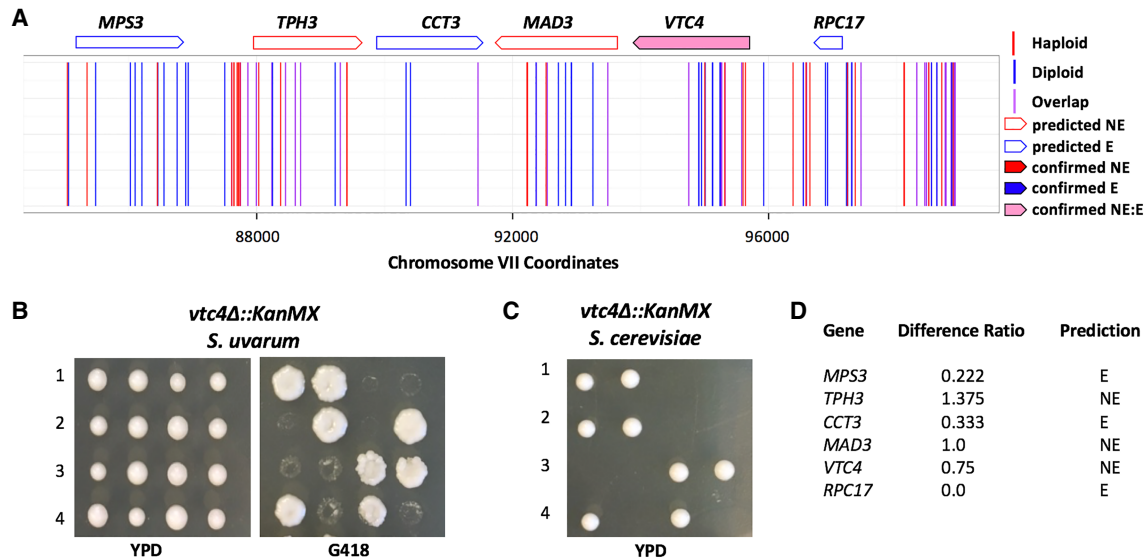 A
MPS3 TPH3 CCT3 MAD3 VTC4 RPC17
Haploid
Diploid
Overlap
predicted NE
predicted E
confirmed NE
confirmed E
confirmed NE:E
88000 92000 96000
Chromosome VII Coordinates
B
vtc4Δ::KanMX
S. uvarum
1
2
3
4
YPD G418
C
vtc4Δ::KanMX
S. cerevisiae
1
2
3
4
YPD
D
Gene Difference Ratio Prediction
MPS3 0.222 E
TPH3 1.375 NE
CCT3 0.333 E
MAD3 1.0 NE
VTC4 0.75 NE
RPC17 0.0 E